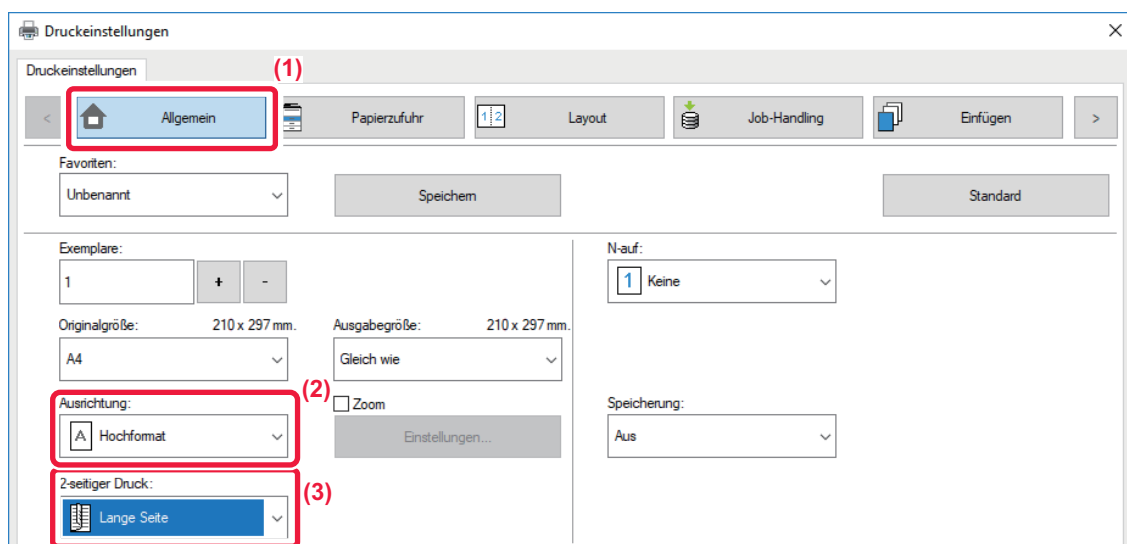 Druckeinstellungen
Druckeinstellungen
(1)
< Allgemein Papierzufuhr 1 2 Layout Job-Handling Einfügen >
Favoriten:
Unbenannt Speichern Standard
Exemplare: N-auf:
1 + - 1 Keine
Originalgröße: 210 x 297 mm. Ausgabegröße: 210 x 297 mm.
A4 Gleich wie
(2)
Ausrichtung: Zoom Speicherung:
A Hochformat Einstellungen... Aus
2-seitiger Druck: (3)
Lange Seite